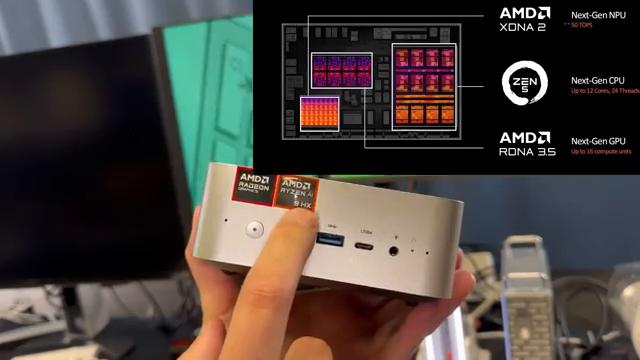 AMD
XDNA 2
Next-Gen NPU
50 TOPS
ZEN
5
Next-Gen CPU
Up to 12 Cores, 24 Threads
AMD
RDNA 3.5
Next-Gen GPU
Up to 16 compute units
AMD
RADEON
GRAPHICS
AMD
RYZEN AI
9 HX
USB4